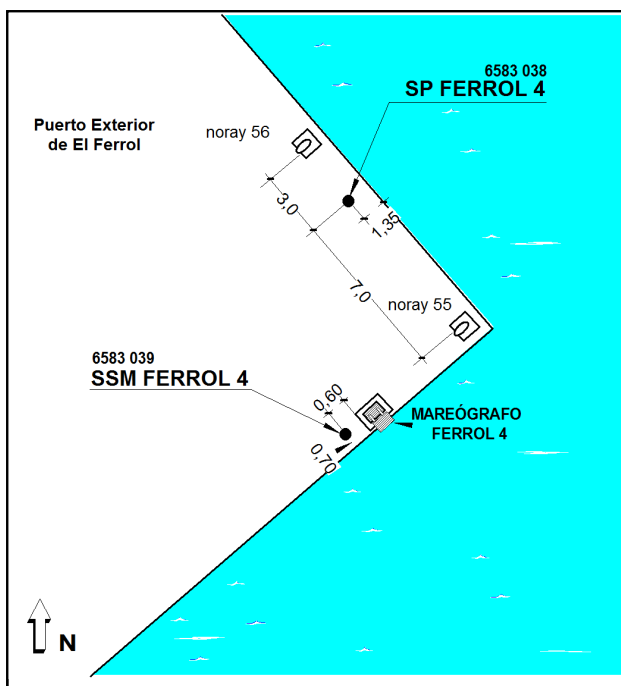 6583 038
SP FERROL 4
Puerto Exterior
de El Ferrol
noray 56
3,0
1,35
7,0
noray 55
6583 039
SSM FERROL 4
0,60
MAREÓGRAFO
FERROL 4
0,70
N